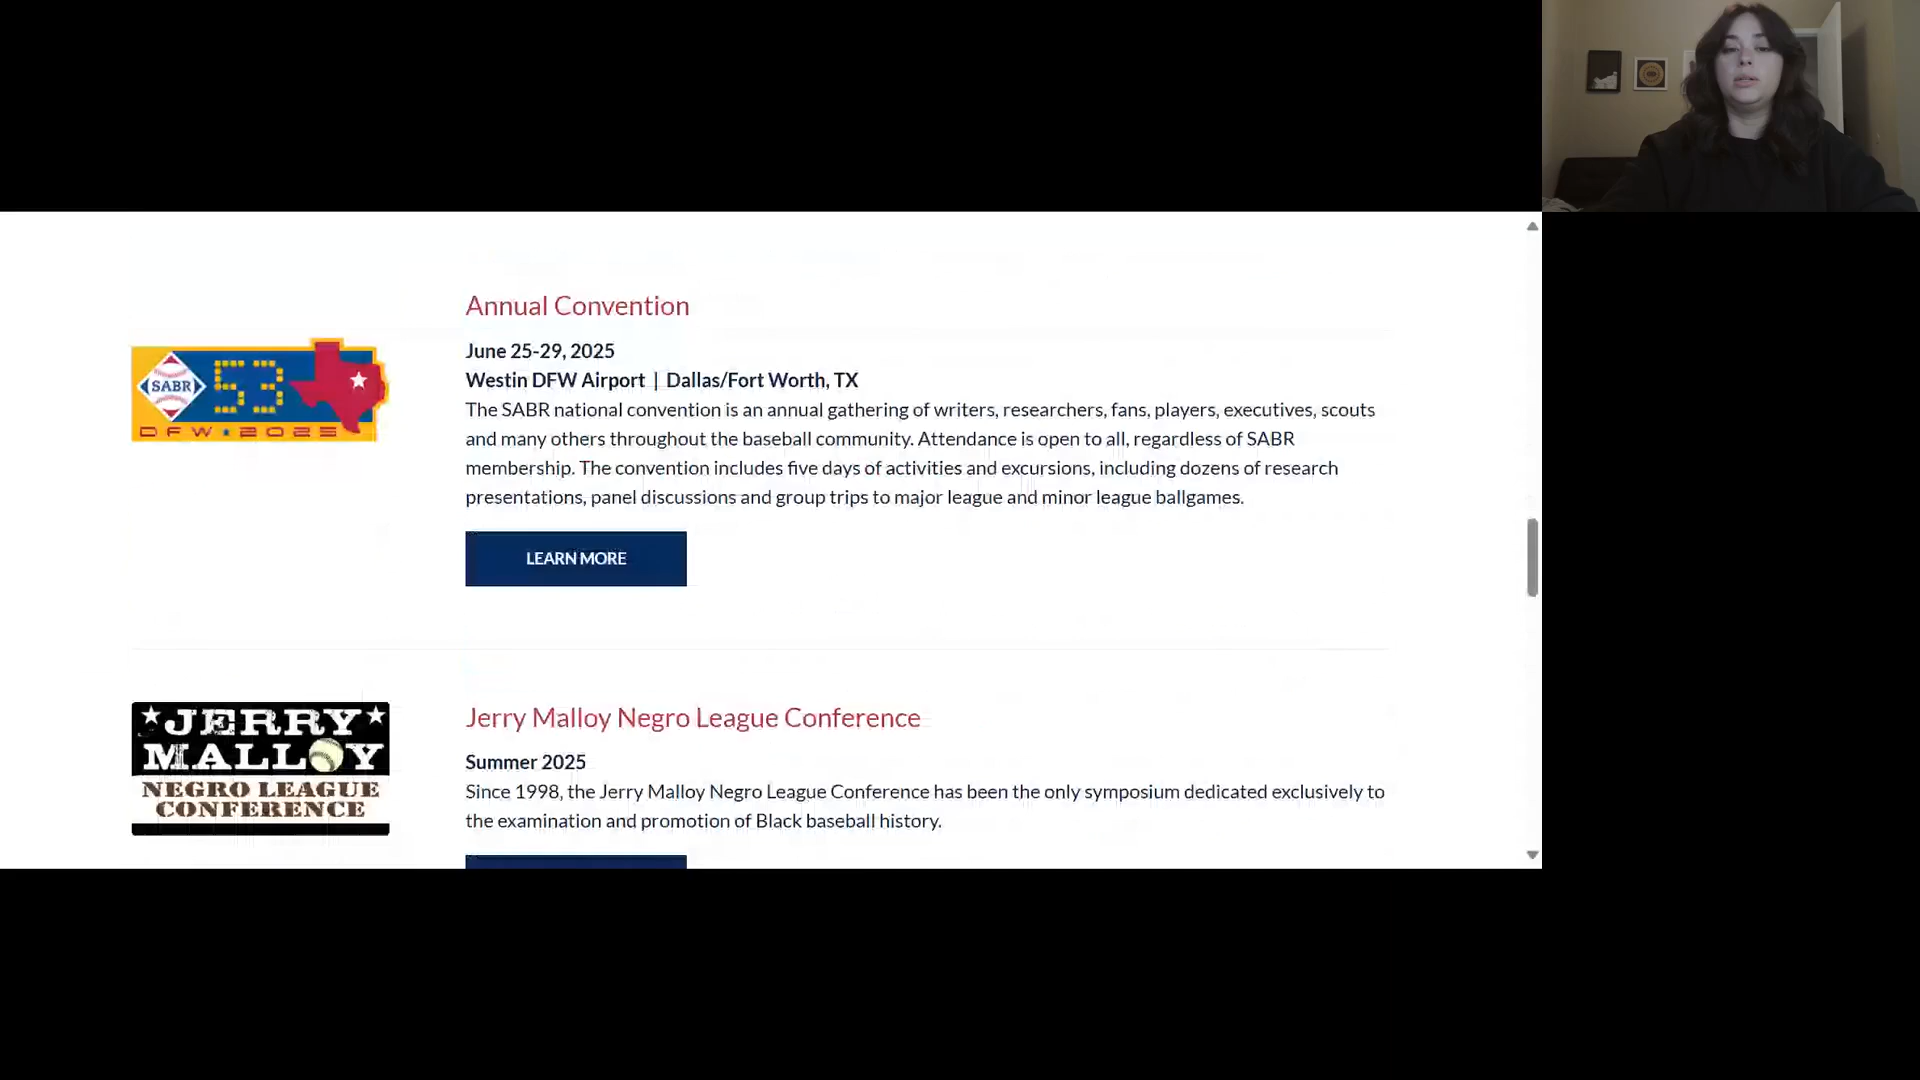 Annual Convention
June 25-29, 2025
Westin DFW Airport | Dallas/Fort Worth, TX
The SABR national convention is an annual gathering of writers, researchers, fans, players, executives, scouts
and many others throughout the baseball community. Attendance is open to all, regardless of SABR
membership. The convention includes five days of activities and excursions, including dozens of research
presentations, panel discussions and group trips to major league and minor league ballgames.
SABR 53
DFW★2025
LEARN MORE
★JERRY★
MALLOY
NEGRO LEAGUE
CONFERENCE
Jerry Malloy Negro League Conference
Summer 2025
Since 1998, the Jerry Malloy Negro League Conference has been the only symposium dedicated exclusively to
the examination and promotion of Black baseball history.